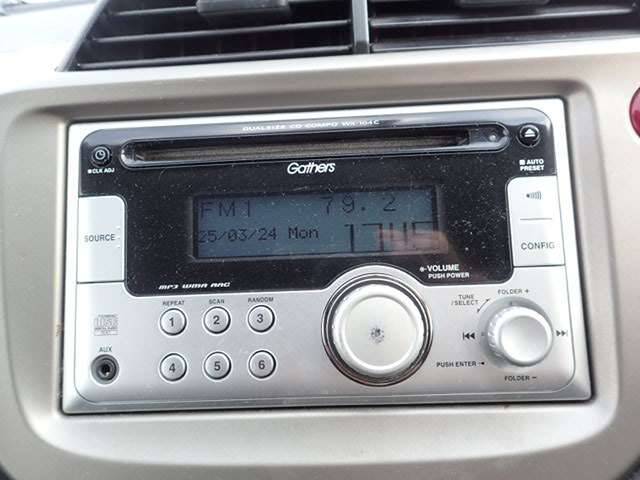 DUALSIZE CD COMPO WX-104C
CLK ADJ
Gathers
AUTO
PRESET
FM1 79.2
25/03/24 Mon 17:45
SOURCE
CONFIG
VOLUME
PUSH POWER
MP3 WMA AAC
REPEAT SCAN RANDOM
1 2 3
4 5 6
AUX
TUNE
/SELECT
FOLDER +
PUSH ENTER
FOLDER −